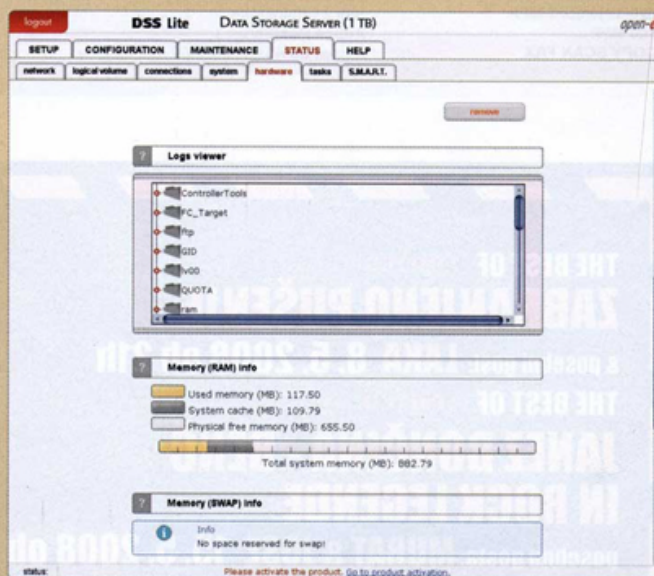 logout
DSS Lite DATA STORAGE SERVER (1 TB)
open-e
SETUP CONFIGURATION MAINTENANCE STATUS HELP
network logical volume connections system hardware tasks S.M.A.R.T.
remove
? Logs viewer
ControllerTools
FC_Target
ftp
GID
lv00
QUOTA
ram
? Memory (RAM) info
Used memory (MB): 117.50
System cache (MB): 109.79
Physical free memory (MB): 655.50
Total system memory (MB): 882.79
? Memory (SWAP) info
Info
No space reserved for swap!
status: Please activate the product. Go to product activation.